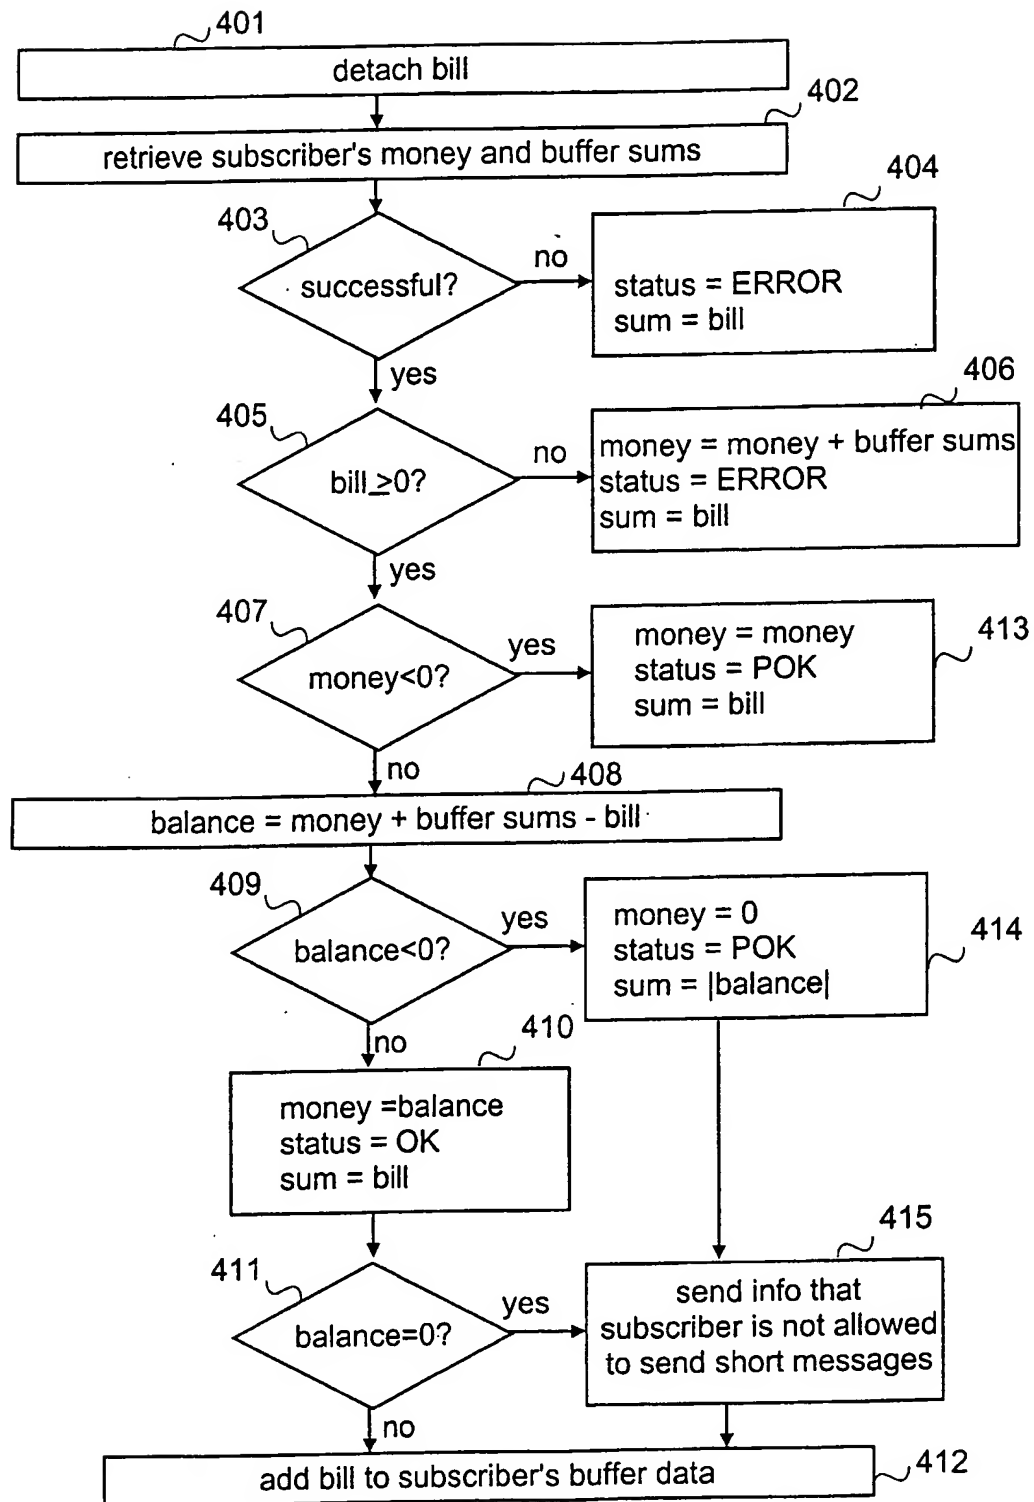 401
detach bill
402
retrieve subscriber's money and buffer sums
403
successful?
no
404
status = ERROR
sum = bill
yes
405
bill ≥0?
no
406
money = money + buffer sums
status = ERROR
sum = bill
yes
407
money<0?
yes
money = money
status = POK
sum = bill
413
no
408
balance = money + buffer sums - bill
409
balance<0?
yes
money = 0
status = POK
sum = |balance|
414
no
410
money =balance
status = OK
sum = bill
411
balance=0?
yes
415
send info that
subscriber is not allowed
to send short messages
no
add bill to subscriber's buffer data
412